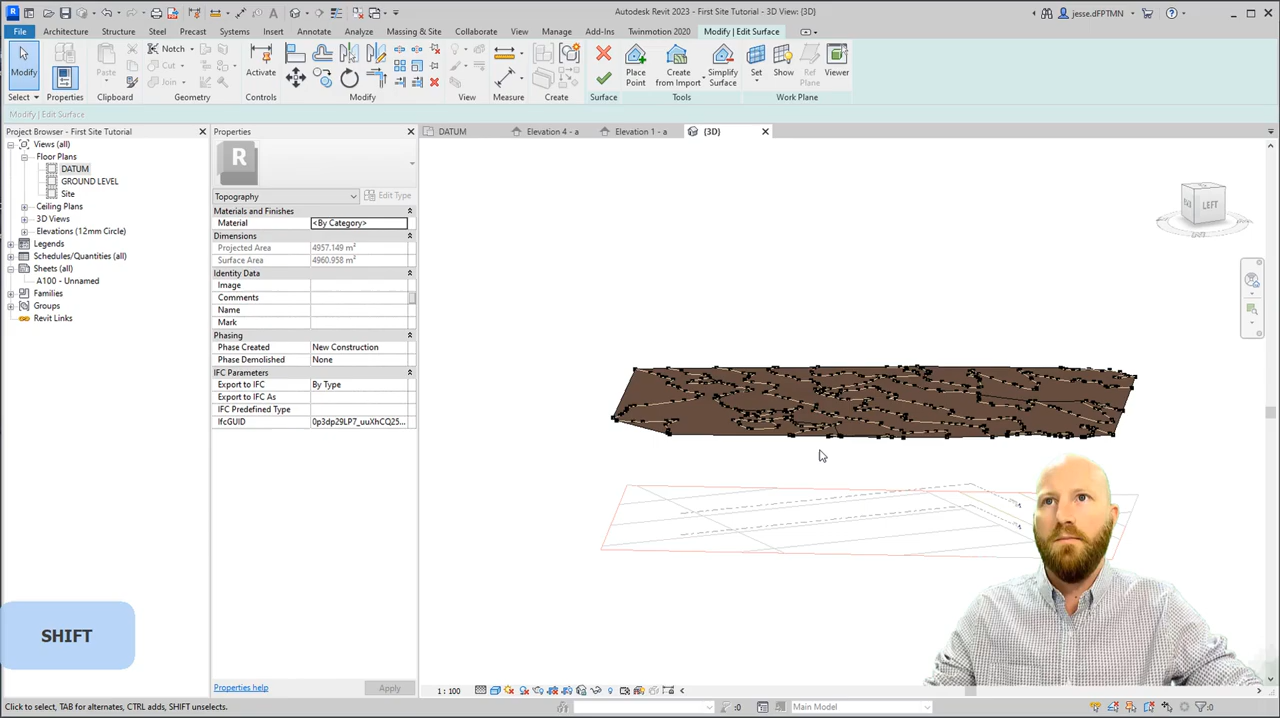 Autodesk Revit 2023 - First Site Tutorial - 3D View: {3D}
jesse.dFPTMN
File Architecture Structure Steel Precast Systems Insert Annotate Analyze Massing & Site Collaborate View Manage Add-Ins Twinmotion 2020 Modify | Edit Surface
Modify
Paste
Notch
Cut
Join
Activate
Place Point
Create from Import
Simplify Surface
Set
Show
Ref Plane
Viewer
Select Properties Clipboard Geometry Controls Modify View Measure Create Surface Tools Work Plane
Modify | Edit Surface
Project Browser - First Site Tutorial
Views (all)
Floor Plans
DATUM
GROUND LEVEL
Site
Ceiling Plans
3D Views
Elevations (12mm Circle)
Legends
Schedules/Quantities (all)
Sheets (all)
A100 - Unnamed
Families
Groups
Revit Links
Properties
R
Topography
Edit Type
Materials and Finishes
Material <By Category>
Dimensions
Projected Area 4957.149 m²
Surface Area 4960.958 m²
Identity Data
Image
Comments
Name
Mark
Phasing
Phase Created New Construction
Phase Demolished None
IFC Parameters
Export to IFC By Type
Export to IFC As
IFC Predefined Type
IfcGUID 0p3dp29LP7_uuXhCQ25...
Properties help
Apply
DATUM
Elevation 4 - a
Elevation 1 - a
{3D}
LEFT
SHIFT
1 : 100
Click to select, TAB for alternates, CTRL adds, SHIFT unselects.
:0
Main Model
:0